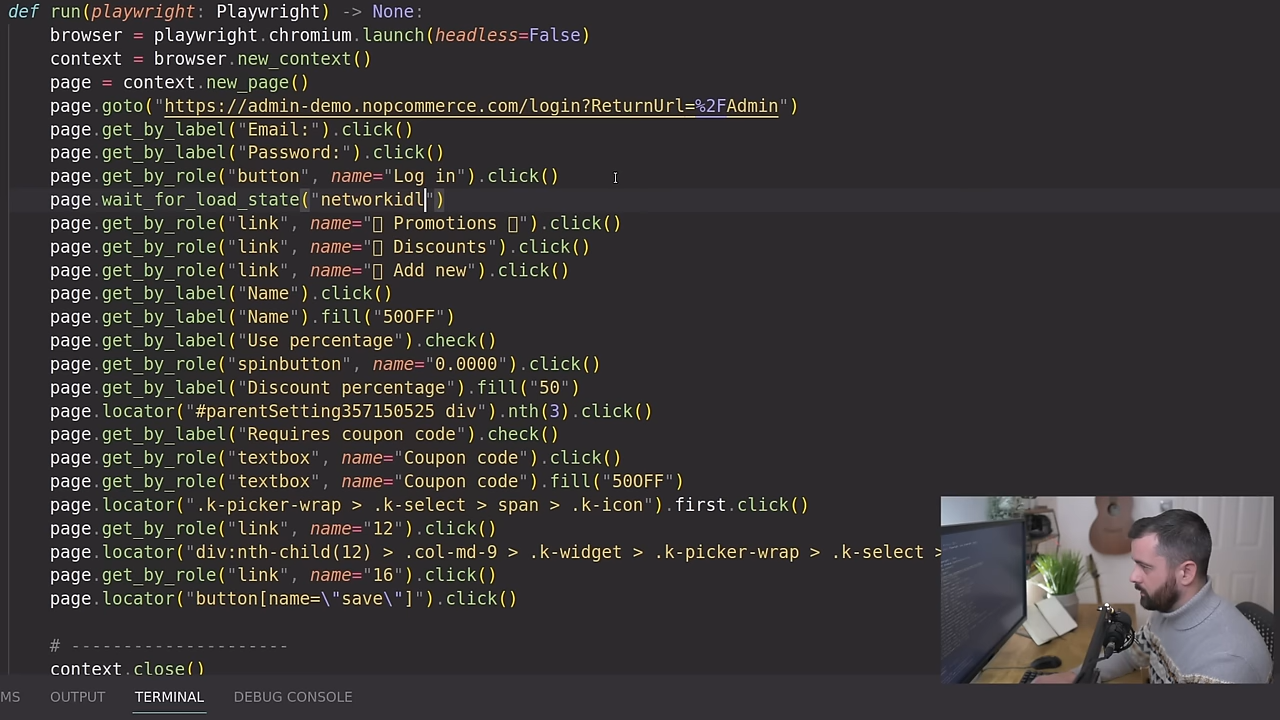 def run(playwright: Playwright) -> None:
browser = playwright.chromium.launch(headless=False)
context = browser.new_context()
page = context.new_page()
page.goto("https://admin-demo.nopcommerce.com/login?ReturnUrl=%2FAdmin")
page.get_by_label("Email:").click()
page.get_by_label("Password:").click()
page.get_by_role("button", name="Log in").click()
page.wait_for_load_state("networkidl")
page.get_by_role("link", name="▯ Promotions ▯").click()
page.get_by_role("link", name="▯ Discounts").click()
page.get_by_role("link", name="▯ Add new").click()
page.get_by_label("Name").click()
page.get_by_label("Name").fill("50OFF")
page.get_by_label("Use percentage").check()
page.get_by_role("spinbutton", name="0.0000").click()
page.get_by_label("Discount percentage").fill("50")
page.locator("#parentSetting357150525 div").nth(3).click()
page.get_by_label("Requires coupon code").check()
page.get_by_role("textbox", name="Coupon code").click()
page.get_by_role("textbox", name="Coupon code").fill("50OFF")
page.locator(".k-picker-wrap > .k-select > span > .k-icon").first.click()
page.get_by_role("link", name="12").click()
page.locator("div:nth-child(12) > .col-md-9 > .k-widget > .k-picker-wrap > .k-select >
page.get_by_role("link", name="16").click()
page.locator("button[name=\"save\"]").click()
# ---------------------
context.close()
MS OUTPUT TERMINAL DEBUG CONSOLE